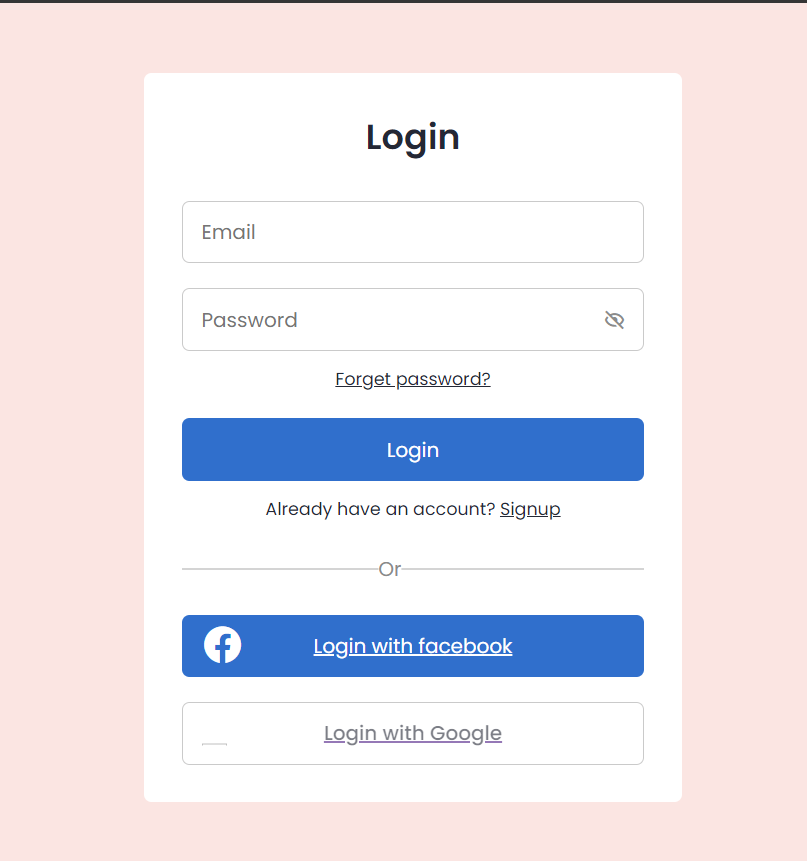 Login
Email
Password
Forget password?
Login
Already have an account? Signup
Or
Login with facebook
Login with Google